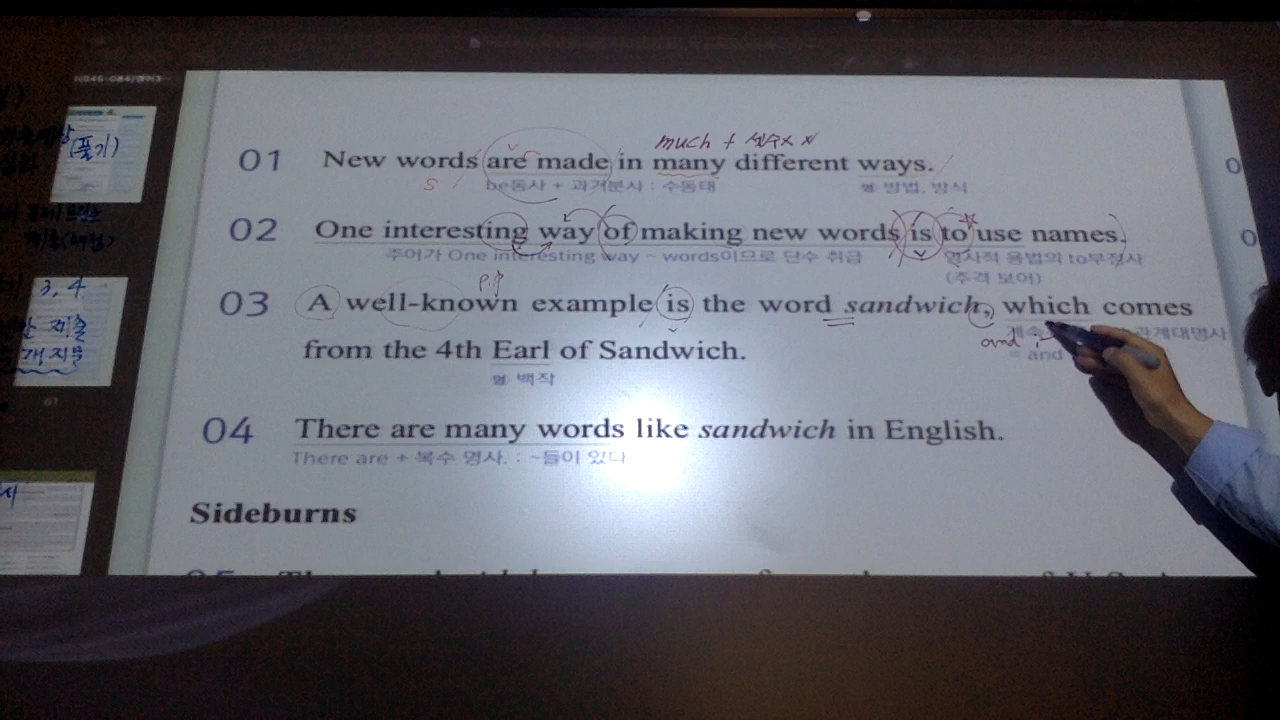 much +
01 New words are made in many different ways.
S
be동사 + 과거분사 : 수동태
명 방법, 방식
02 One interesting way of making new words is to use names.
주어가 One interesting way ~ words이므로 단수 취급
명사적 용법의 to부정사
(주격 보어)
p.p
03 A well-known example is the word sandwich, which comes
관계대명사
and
= and
from the 4th Earl of Sandwich.
명 백작
04 There are many words like sandwich in English.
There are + 복수 명사. : ~들이 있다
Sideburns
(풀기)
3, 4